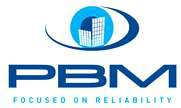 PBM
FOCUSED ON RELIABILITY